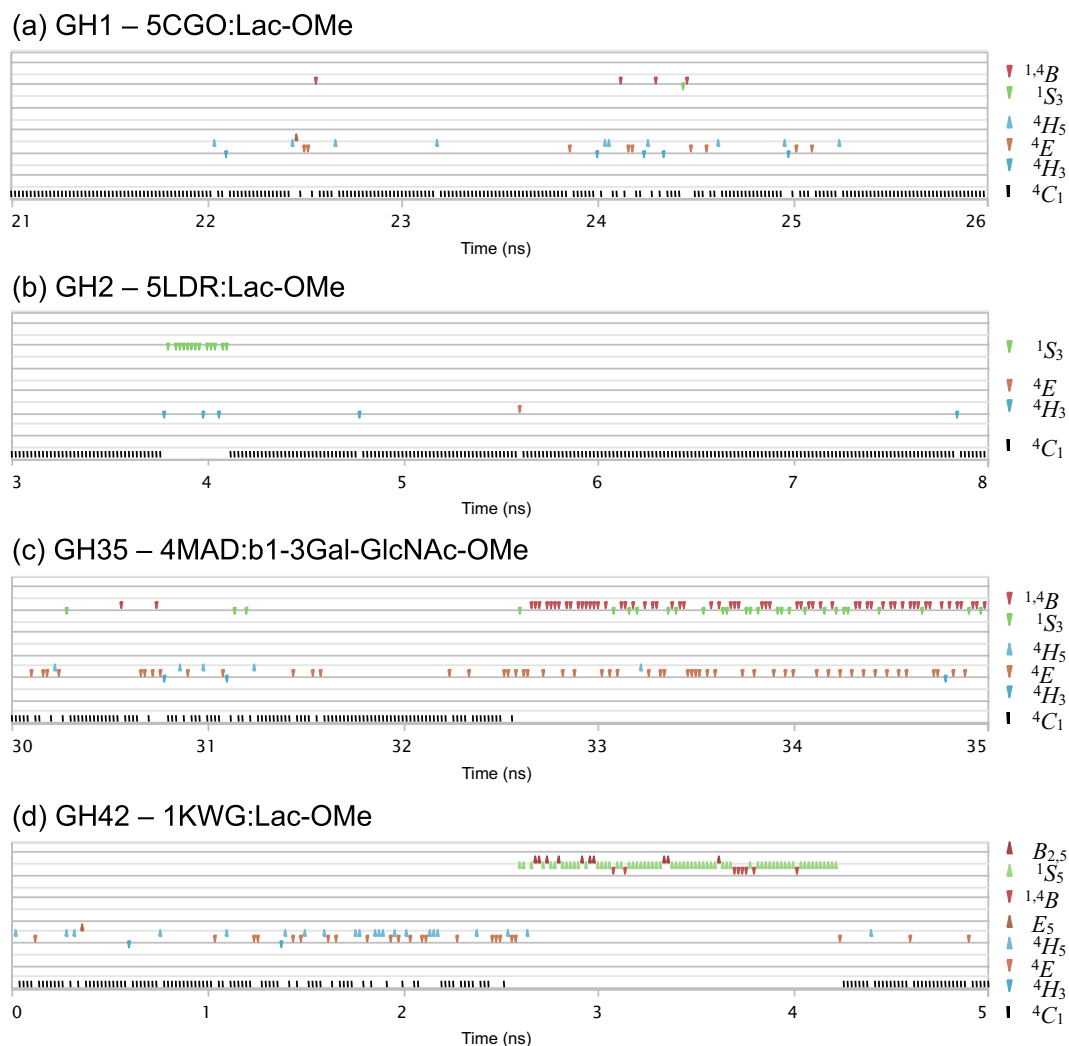 (a) GH1 – 5CGO:Lac-OMe
1,4B
1S3
4H5
4E
4H3
4C1
21 22 23 24 25 26
Time (ns)
(b) GH2 – 5LDR:Lac-OMe
1S3
4E
4H3
4C1
3 4 5 6 7 8
Time (ns)
(c) GH35 – 4MAD:b1-3Gal-GlcNAc-OMe
1,4B
1S3
4H5
4E
4H3
4C1
30 31 32 33 34 35
Time (ns)
(d) GH42 – 1KWG:Lac-OMe
B2,5
1S5
1,4B
E5
4H5
4E
4H3
4C1
0 1 2 3 4 5
Time (ns)